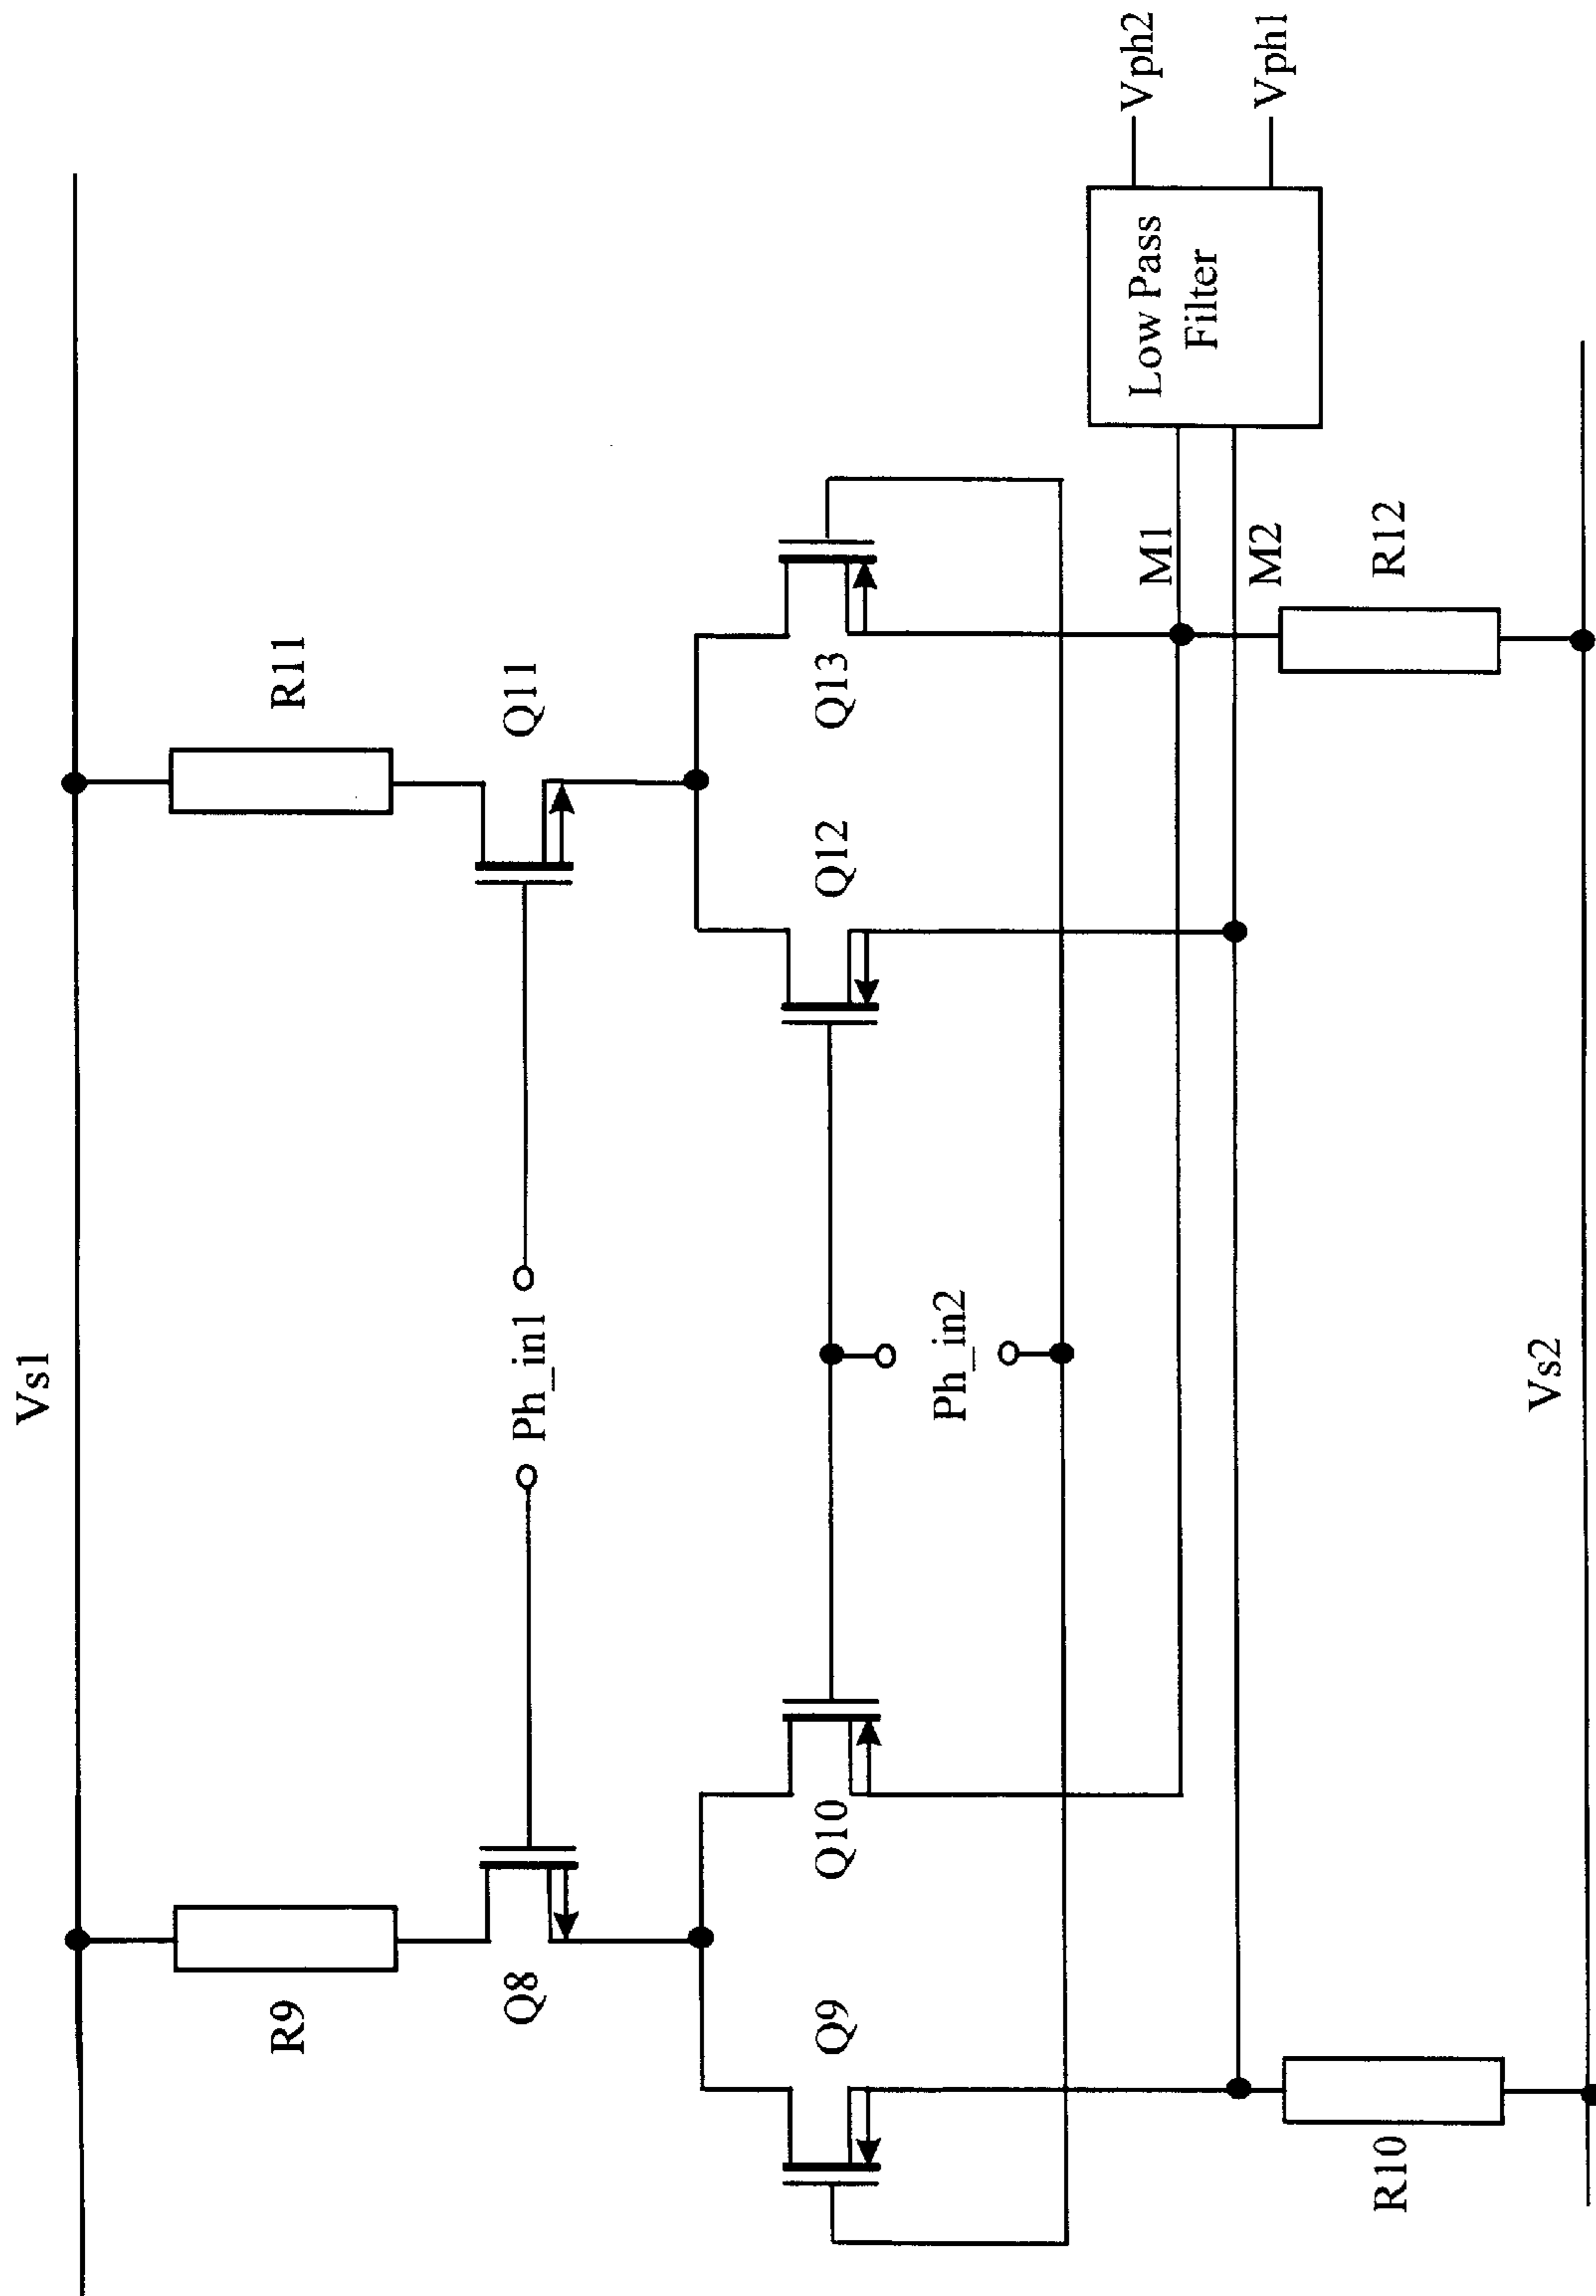 Vs1
R9
R11
Q8
Ph_in1
Q11
Q9
Q10
Q12
Q13
Ph_in2
M1
M2
Low Pass
Filter
Vph2
Vph1
R10
R12
Vs2